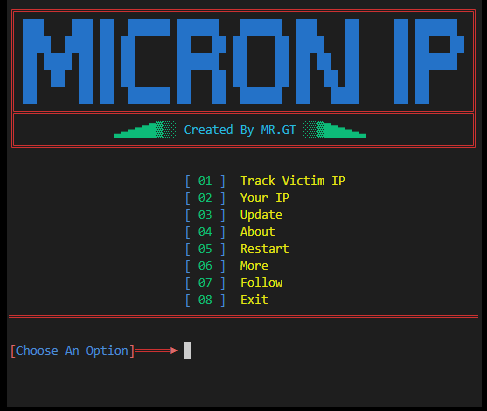 MICRON IP
Created By MR.GT
[ 01 ] Track Victim IP
[ 02 ] Your IP
[ 03 ] Update
[ 04 ] About
[ 05 ] Restart
[ 06 ] More
[ 07 ] Follow
[ 08 ] Exit
[Choose An Option]